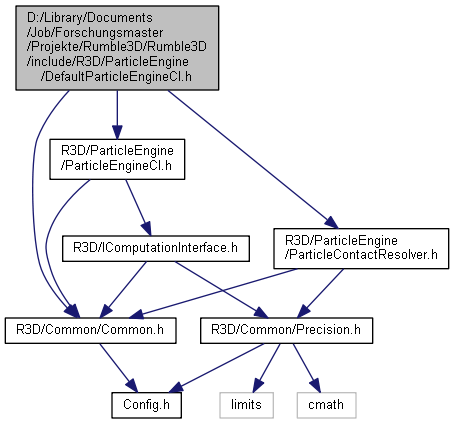 D:/Library/Documents
/Job/Forschungsmaster
/Projekte/Rumble3D/Rumble3D
/include/R3D/ParticleEngine
/DefaultParticleEngineCI.h
R3D/ParticleEngine
/ParticleEngineCI.h
R3D/IComputationInterface.h
R3D/ParticleEngine
/ParticleContactResolver.h
R3D/Common/Common.h
R3D/Common/Precision.h
Config.h
limits
cmath